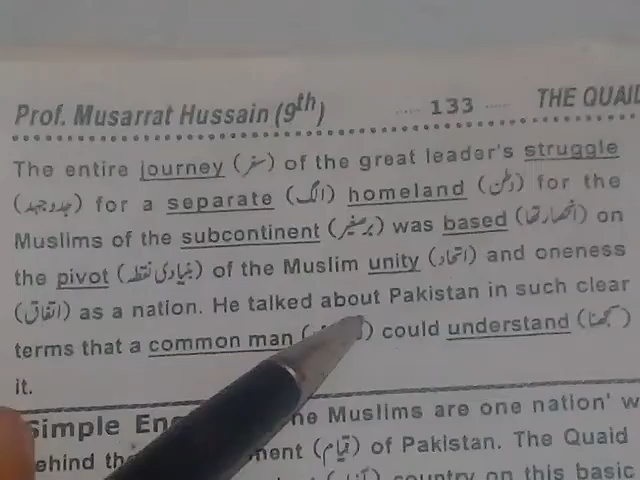 Prof. Musarrat Hussain (9th) ..... 133 ..... THE QUAID
The entire journey (سفر) of the great leader's struggle
(جدوجہد) for a separate (الگ) homeland (وطن) for the
Muslims of the subcontinent (برصغیر) was based (انحصار تھا) on
the pivot (بنیادی نقطہ) of the Muslim unity (اتحاد) and oneness
(اتفاق) as a nation. He talked about Pakistan in such clear
terms that a common man ( ) could understand (سمجھنا)
it.
Simple he Muslims are one nation' w
ehind th ment (قیام) of Pakistan. The Quaid
country on this basic